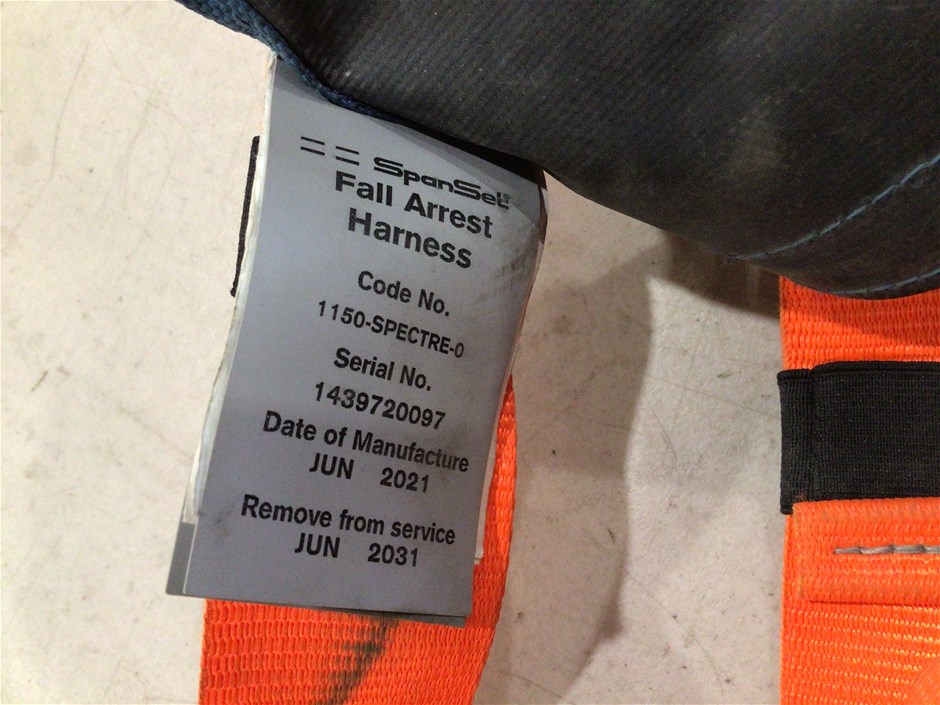 SpanSet
Fall Arrest
Harness
Code No.
1150-SPECTRE-0
Serial No.
1439720097
Date of Manufacture
JUN 2021
Remove from service
JUN 2031